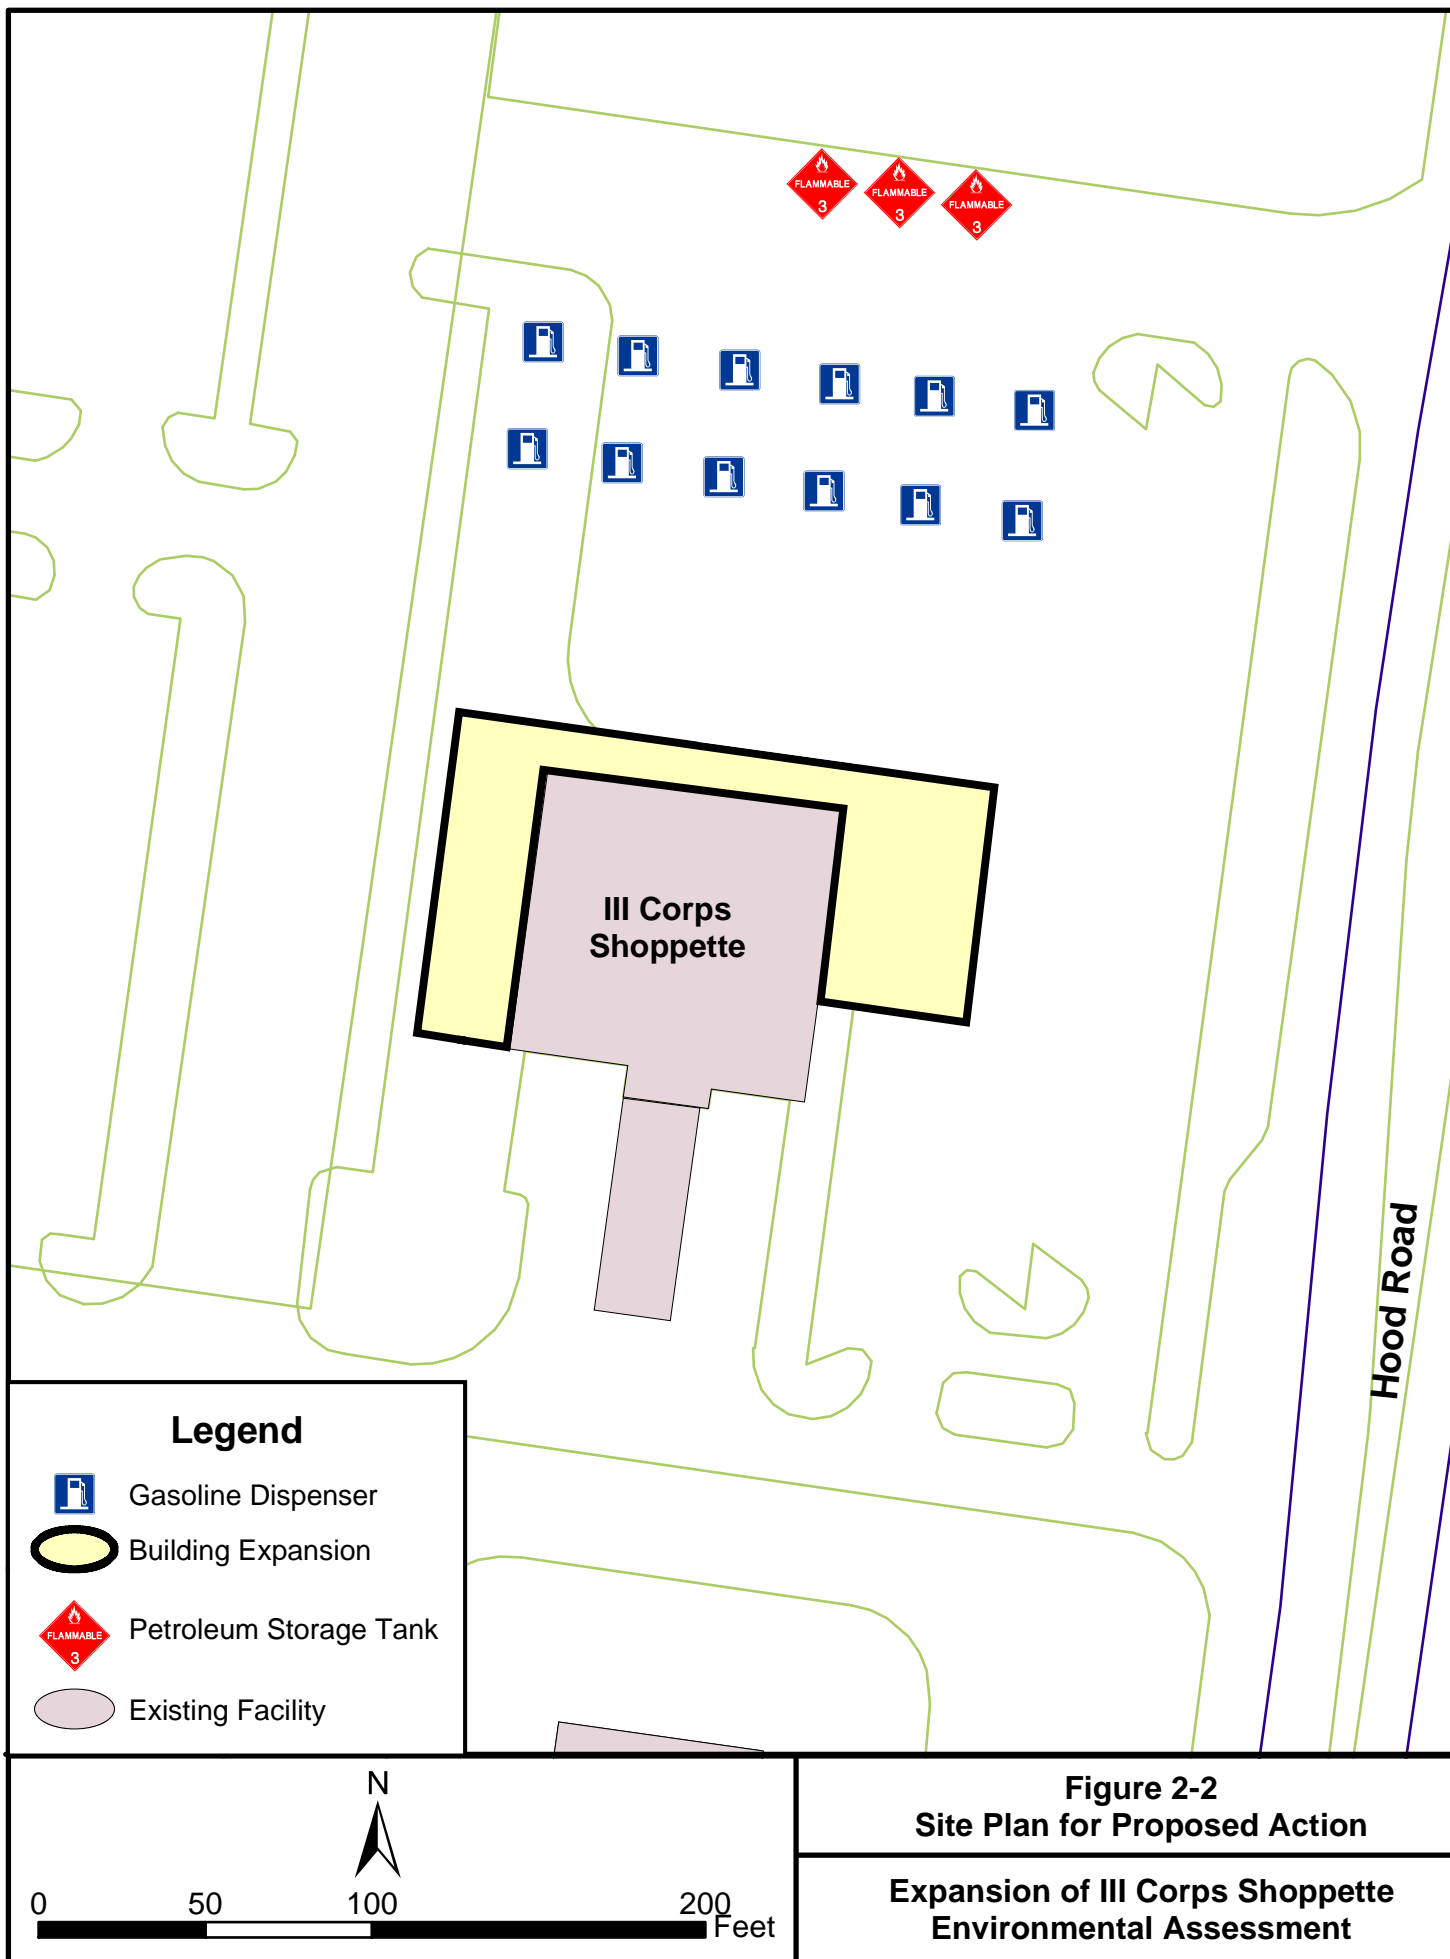 FLAMMABLE
3
FLAMMABLE
3
FLAMMABLE
3
III Corps
Shoppette
Hood Road
Legend
Gasoline Dispenser
Building Expansion
FLAMMABLE
3
Petroleum Storage Tank
Existing Facility
N
0 50 100 200
Feet
Figure 2-2
Site Plan for Proposed Action
Expansion of III Corps Shoppette
Environmental Assessment